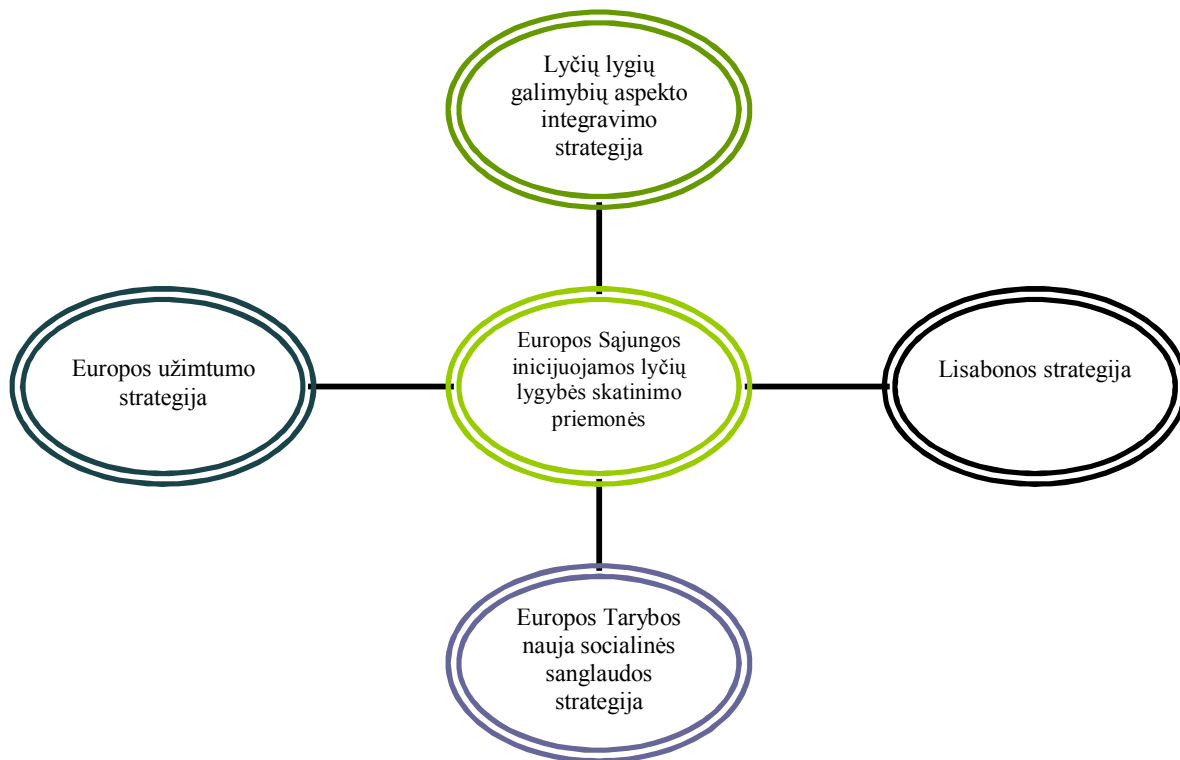 Lyčių lygių
galimybių aspekto
integravimo
strategija
Europos užimtumo
strategija
Europos Sąjungos
inicijuojamos lyčių
lygybės skatinimo
priemonės
Lisabonos strategija
Europos Tarybos
nauja socialinės
sanglaudos
strategija